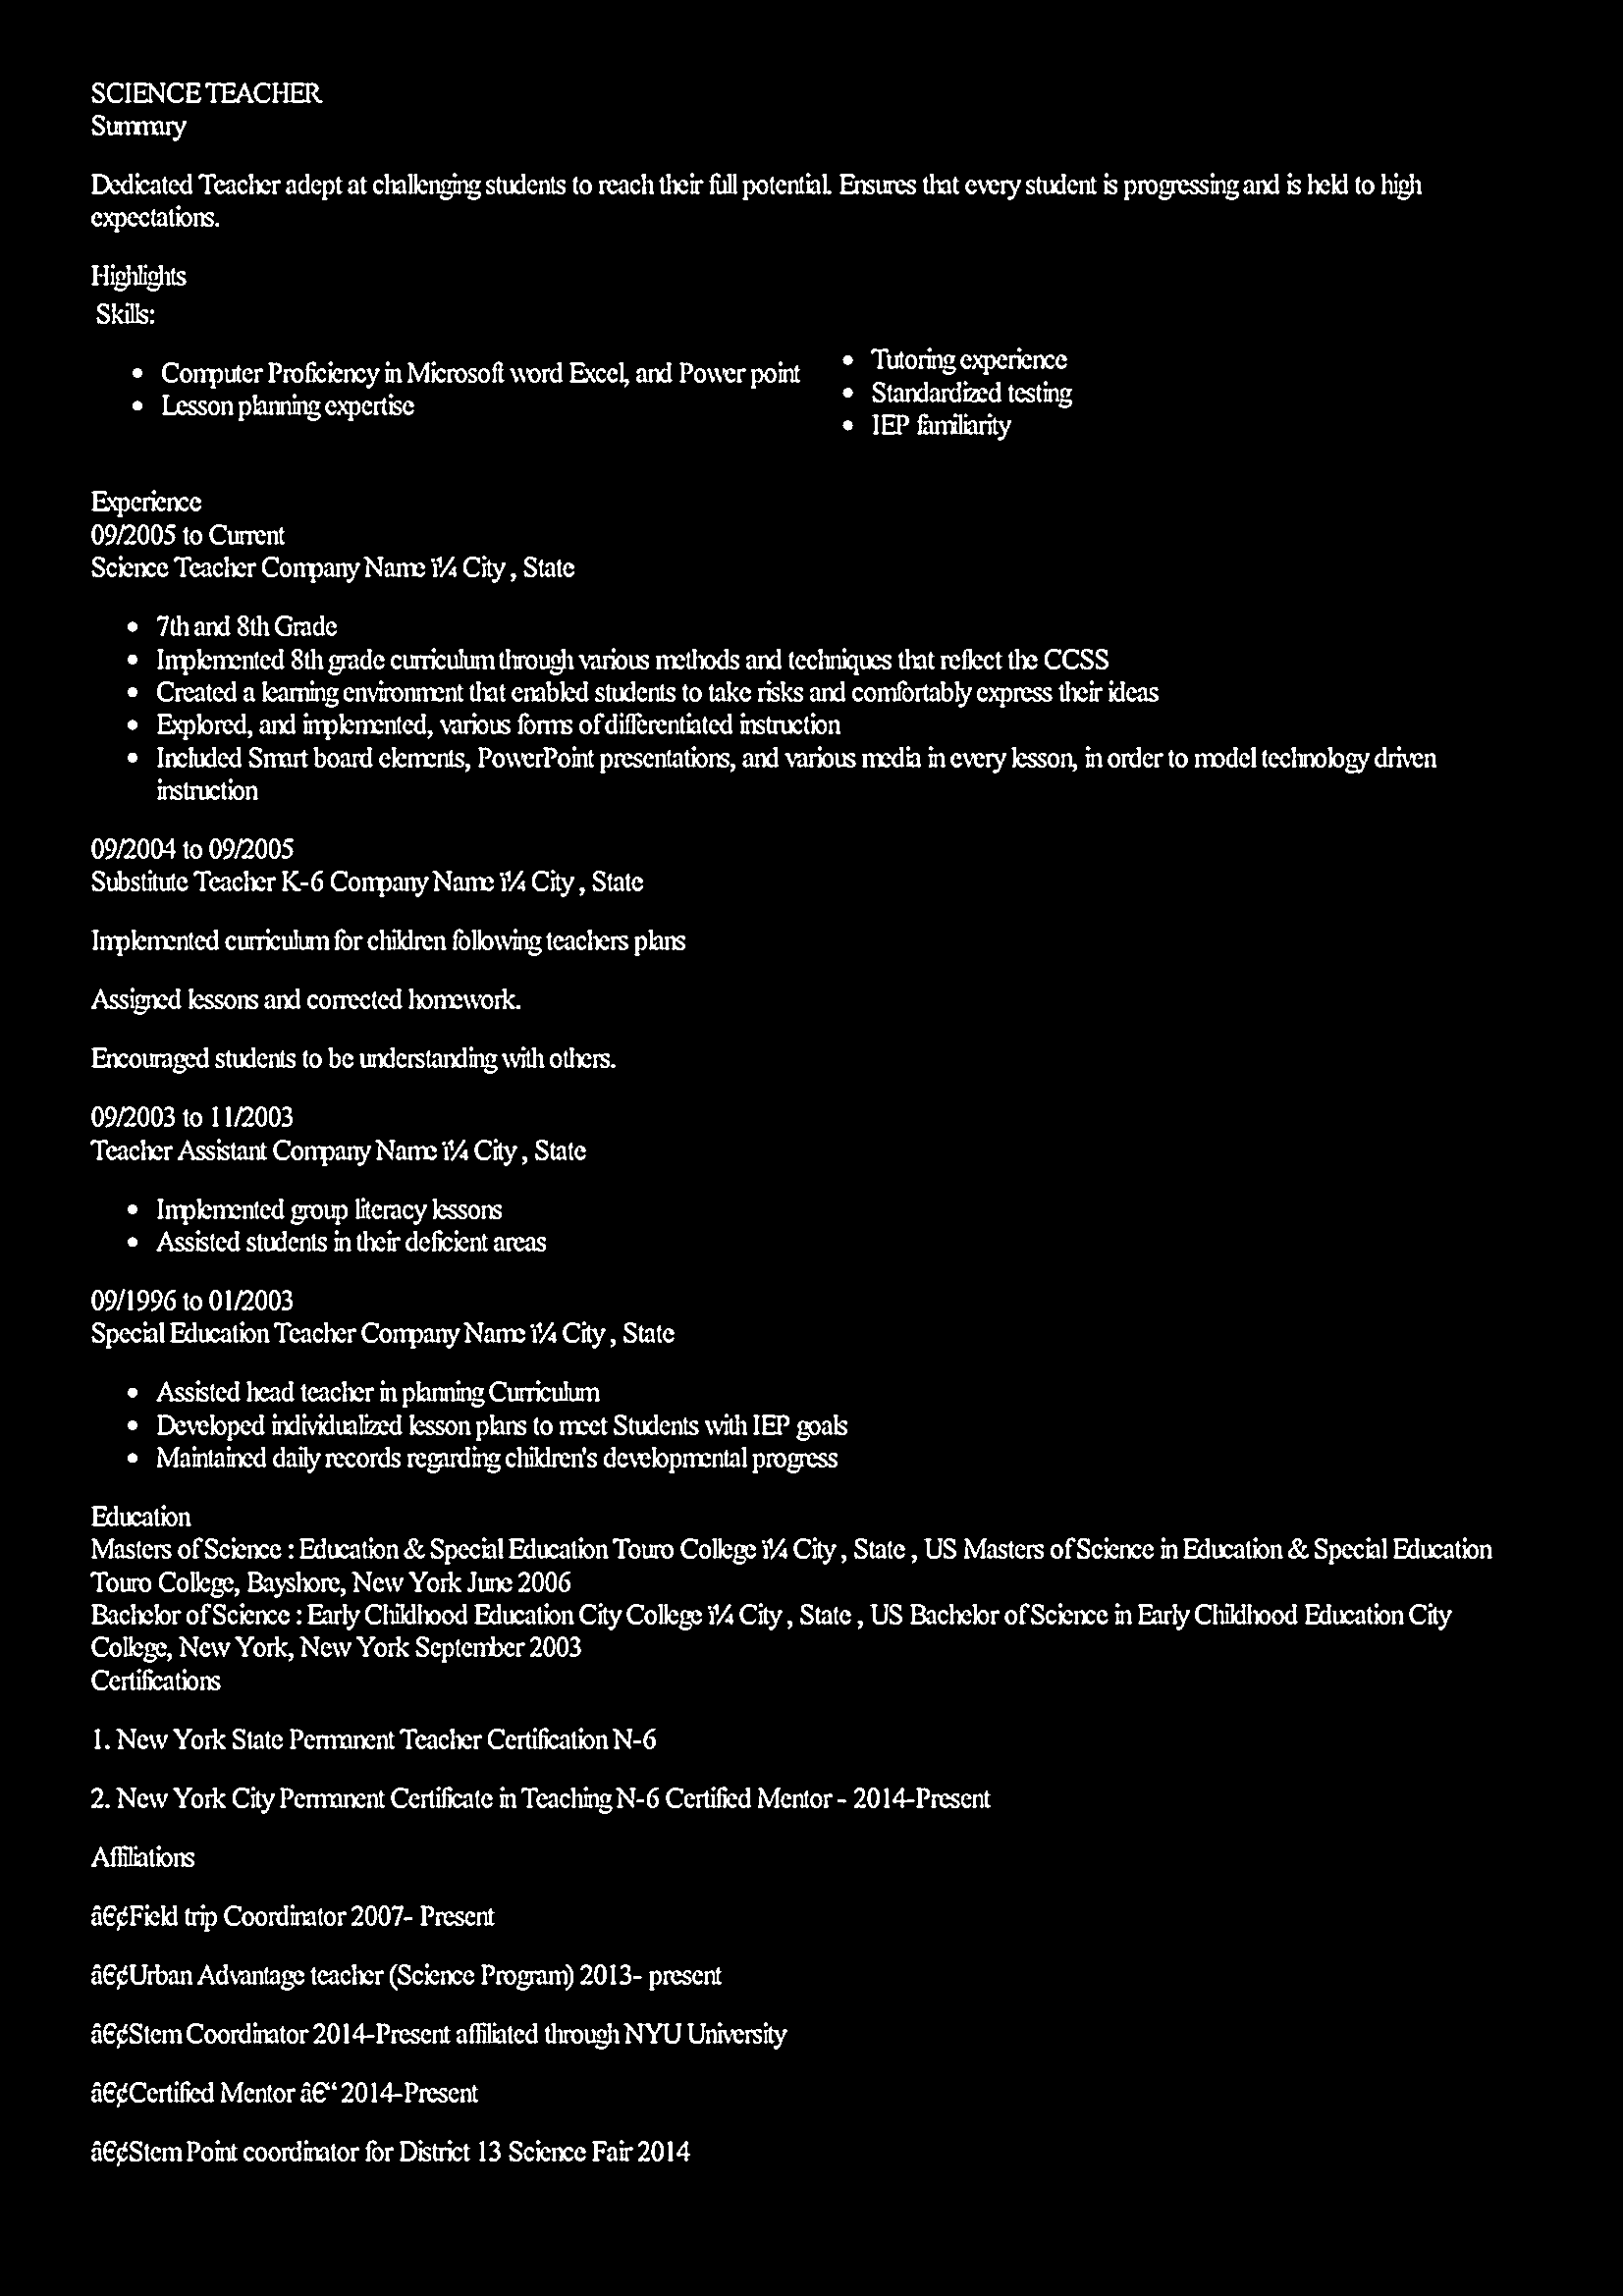 SCIENCE TEACHER
Summary
Dedicated Teacher adept at challenging students to reach their full potential. Ensures that every student is progressing and is held to high
expectations.
Highlights
Skills:
• Computer Proficiency in Microsoft word Excel, and Power point
• Lesson planning expertise
• Tutoring experience
• Standardized testing
• IEP familiarity
Experience
09/2005 to Current
Science Teacher Company Name ï¼ City , State
• 7th and 8th Grade
• Implemented 8th grade curriculum through various methods and techniques that reflect the CCSS
• Created a learning environment that enabled students to take risks and comfortably express their ideas
• Explored, and implemented, various forms of differentiated instruction
• Included Smart board elements, PowerPoint presentations, and various media in every lesson, in order to model technology driven
instruction
09/2004 to 09/2005
Substitute Teacher K-6 Company Name ï¼ City , State
Implemented curriculum for children following teachers plans
Assigned lessons and corrected homework.
Encouraged students to be understanding with others.
09/2003 to 11/2003
Teacher Assistant Company Name ï¼ City , State
• Implemented group literacy lessons
• Assisted students in their deficient areas
09/1996 to 01/2003
Special Education Teacher Company Name ï¼ City , State
• Assisted head teacher in planning Curriculum
• Developed individualized lesson plans to meet Students with IEP goals
• Maintained daily records regarding children's developmental progress
Education
Masters of Science : Education & Special Education Touro College ï¼ City , State , US Masters of Science in Education & Special Education
Touro College, Bayshore, New York June 2006
Bachelor of Science : Early Childhood Education City College ï¼ City , State , US Bachelor of Science in Early Childhood Education City
College, New York, New York September 2003
Certifications
1. New York State Permanent Teacher Certification N-6
2. New York City Permanent Certificate in Teaching N-6 Certified Mentor - 2014-Present
Affiliations
â€¢Field trip Coordinator 2007- Present
â€¢Urban Advantage teacher (Science Program) 2013- present
â€¢Stem Coordinator 2014-Present affiliated through NYU University
â€¢Certified Mentor â€“ 2014-Present
â€¢Stem Point coordinator for District 13 Science Fair 2014